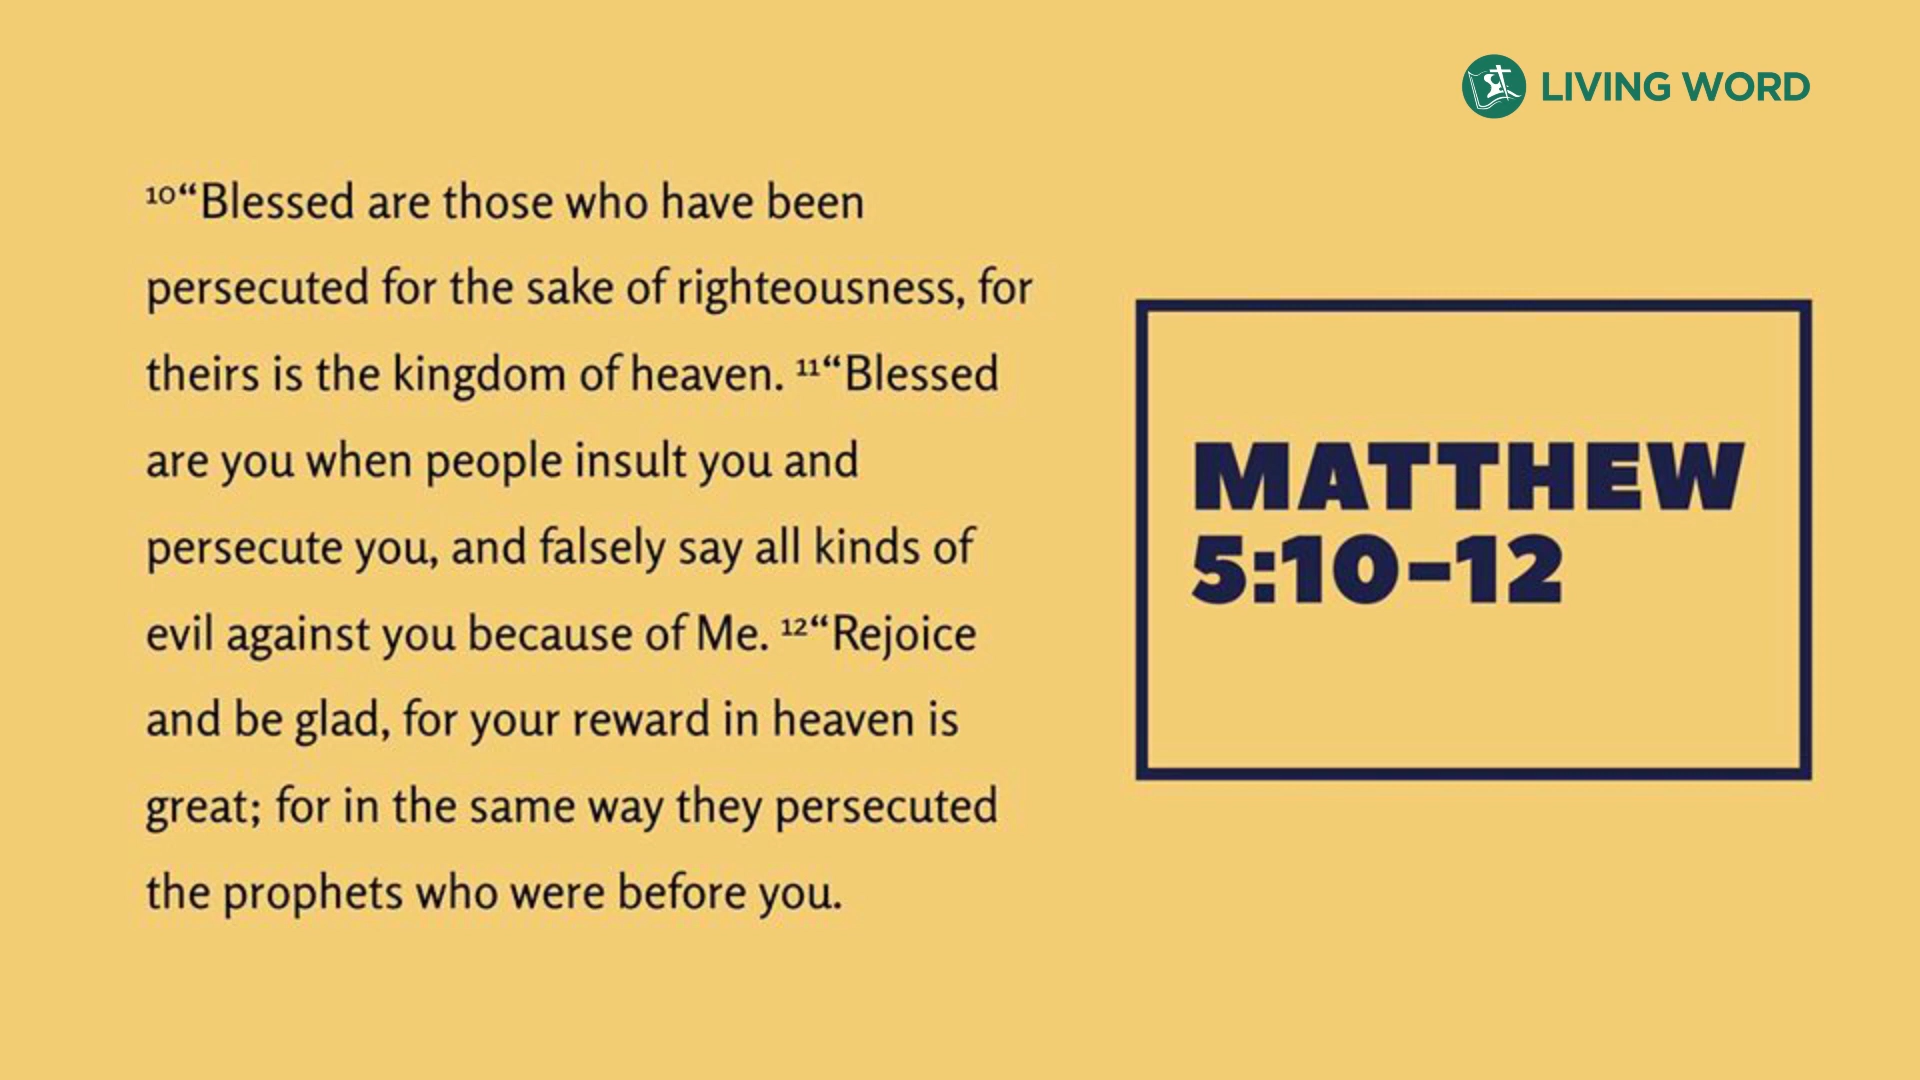 LIVING WORD
¹⁰“Blessed are those who have been
persecuted for the sake of righteousness, for
theirs is the kingdom of heaven. ¹¹“Blessed
are you when people insult you and
persecute you, and falsely say all kinds of
evil against you because of Me. ¹²“Rejoice
and be glad, for your reward in heaven is
great; for in the same way they persecuted
the prophets who were before you.
MATTHEW
5:10–12